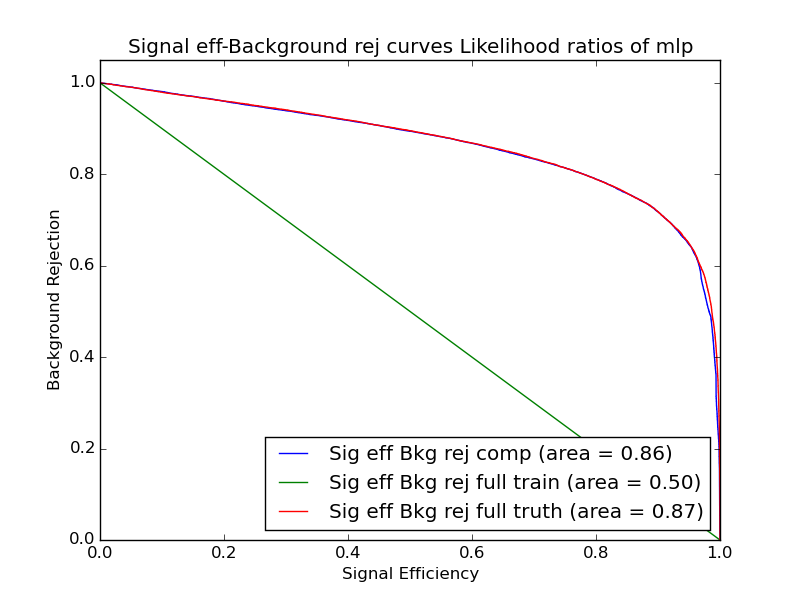 Signal eff-Background rej curves Likelihood ratios of mlp
1.0
0.8
0.6
0.4
0.2
0.0
Background Rejection
Sig eff Bkg rej comp (area = 0.86)
Sig eff Bkg rej full train (area = 0.50)
Sig eff Bkg rej full truth (area = 0.87)
0.0 0.2 0.4 0.6 0.8 1.0
Signal Efficiency